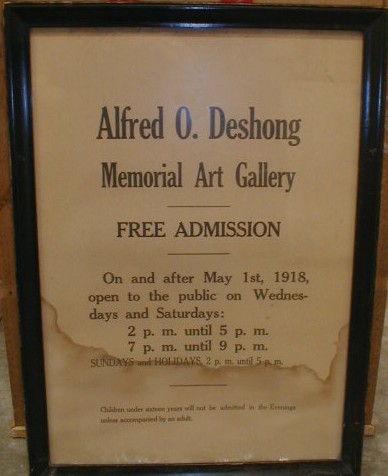 Alfred O. Deshong
Memorial Art Gallery
FREE ADMISSION
On and after May 1st, 1918,
open to the public on Wednes-
days and Saturdays:
2 p. m. until 5 p. m.
7 p. m. until 9 p. m.
SUNDAYS and HOLIDAYS, 2 p. m. until 5 p. m.
Children under sixteen years will not be admitted in the Evenings
unless accompanied by an adult.